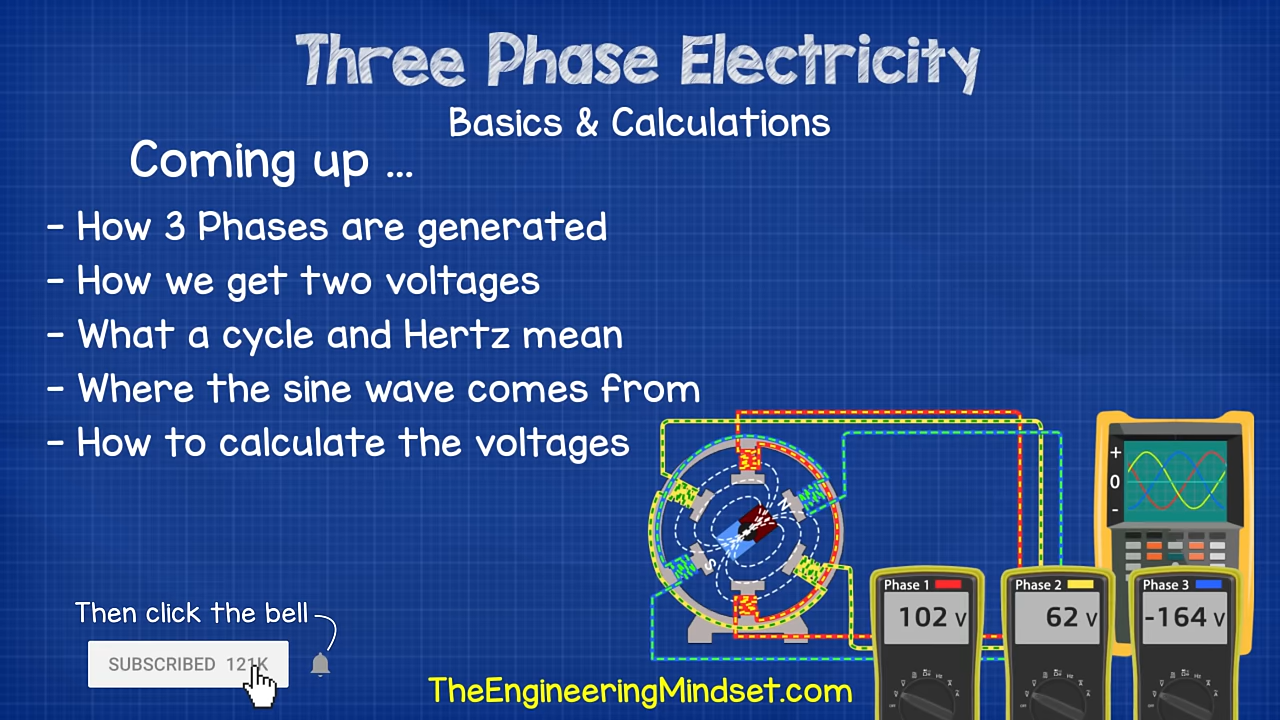 Three Phase Electricity
Basics & Calculations
Coming up ...
- How 3 Phases are generated
- How we get two voltages
- What a cycle and Hertz mean
- Where the sine wave comes from
- How to calculate the voltages
+
0
-
N
S
Phase 1
102 V
Phase 2
62 V
Phase 3
-164 V
Then click the bell
SUBSCRIBED 121K
TheEngineeringMindset.com